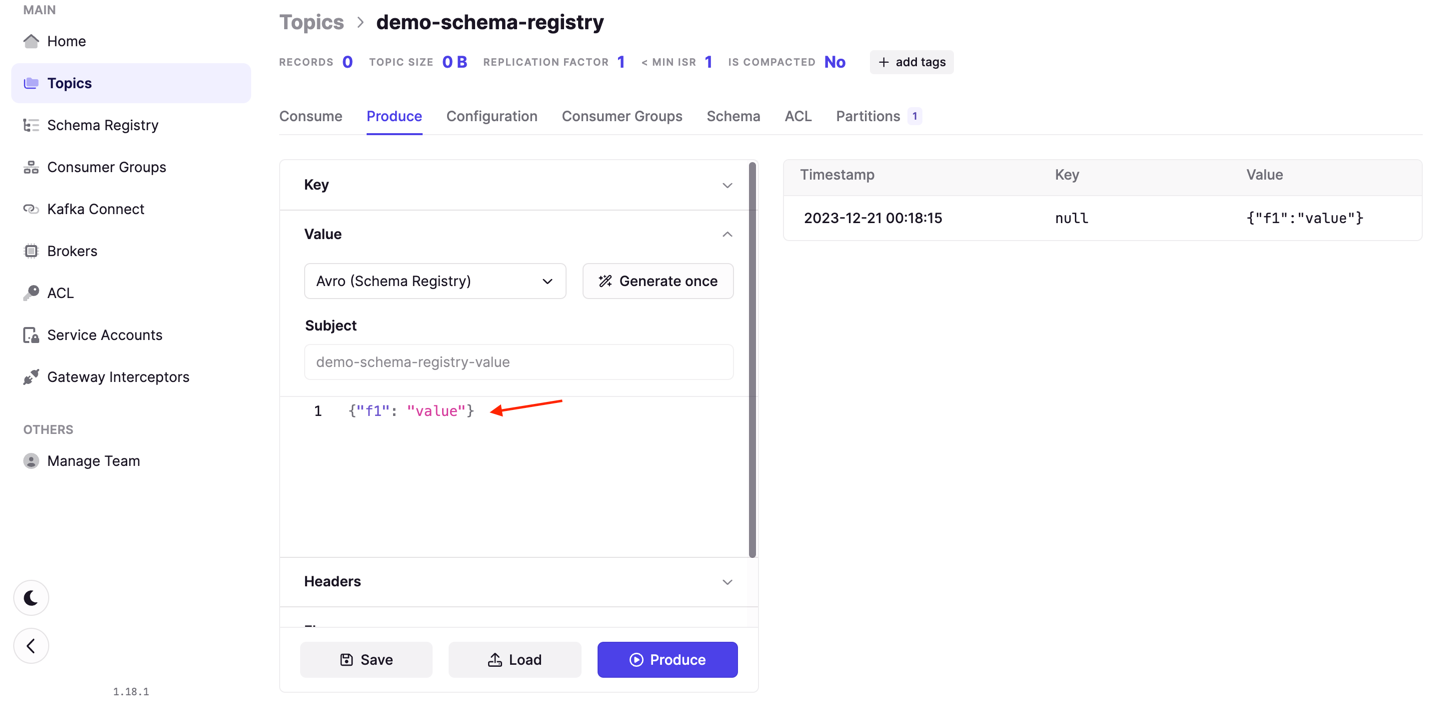 MAIN
Home
Topics
Schema Registry
Consumer Groups
Kafka Connect
Brokers
ACL
Service Accounts
Gateway Interceptors
OTHERS
Manage Team
1.18.1
Topics > demo-schema-registry
RECORDS 0 TOPIC SIZE 0 B REPLICATION FACTOR 1 < MIN ISR 1 IS COMPACTED No + add tags
Consume Produce Configuration Consumer Groups Schema ACL Partitions 1
Key
Value
Avro (Schema Registry) Generate once
Subject
demo-schema-registry-value
1 {"f1": "value"}
Headers
Save Load Produce
Timestamp Key Value
2023-12-21 00:18:15 null {"f1":"value"}